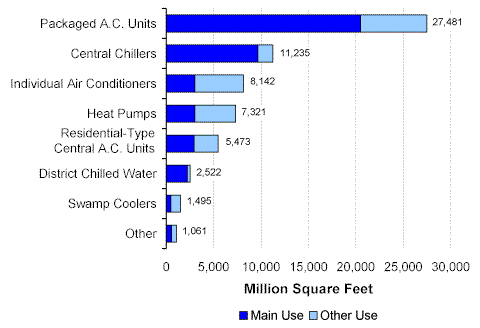 Packaged A.C. Units 27,481
Central Chillers 11,235
Individual Air Conditioners 8,142
Heat Pumps 7,321
Residential-Type
Central A.C. Units 5,473
District Chilled Water 2,522
Swamp Coolers 1,495
Other 1,061
0 5,000 10,000 15,000 20,000 25,000 30,000
Million Square Feet
Main Use Other Use